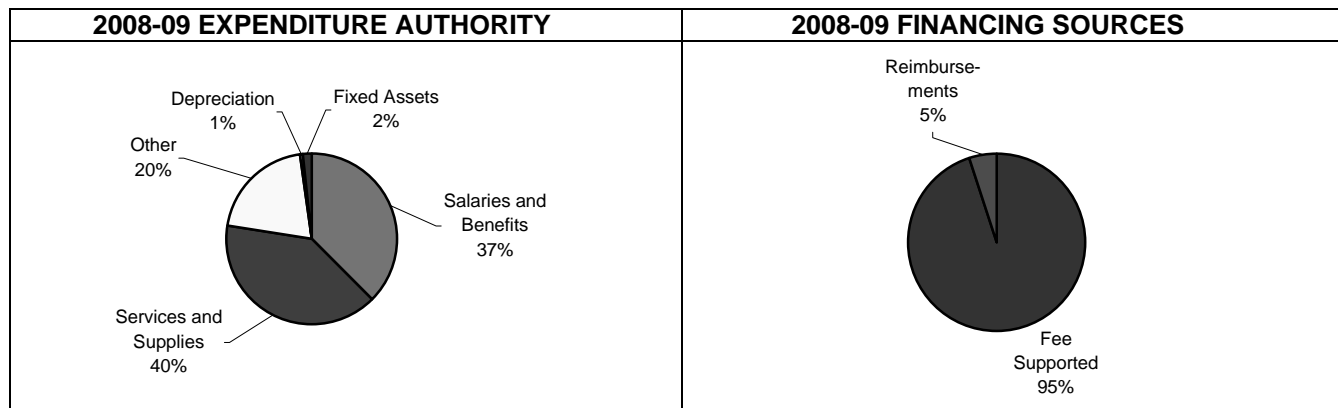 2008-09 EXPENDITURE AUTHORITY
Depreciation
1%
Fixed Assets
2%
Other
20%
Salaries and
Benefits
37%
Services and
Supplies
40%
2008-09 FINANCING SOURCES
Reimburse-
ments
5%
Fee
Supported
95%